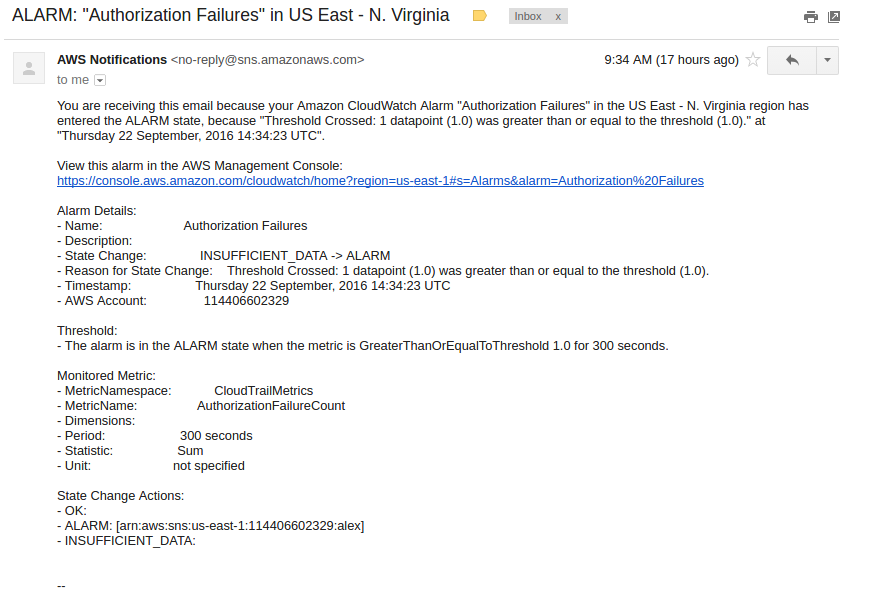 ALARM: "Authorization Failures" in US East - N. Virginia
Inbox x
AWS Notifications <no-reply@sns.amazonaws.com>
9:34 AM (17 hours ago)
to me
You are receiving this email because your Amazon CloudWatch Alarm "Authorization Failures" in the US East - N. Virginia region has
entered the ALARM state, because "Threshold Crossed: 1 datapoint (1.0) was greater than or equal to the threshold (1.0)." at
"Thursday 22 September, 2016 14:34:23 UTC".
View this alarm in the AWS Management Console:
https://console.aws.amazon.com/cloudwatch/home?region=us-east-1#s=Alarms&alarm=Authorization%20Failures
Alarm Details:
- Name: Authorization Failures
- Description:
- State Change: INSUFFICIENT_DATA -> ALARM
- Reason for State Change: Threshold Crossed: 1 datapoint (1.0) was greater than or equal to the threshold (1.0).
- Timestamp: Thursday 22 September, 2016 14:34:23 UTC
- AWS Account: 114406602329
Threshold:
- The alarm is in the ALARM state when the metric is GreaterThanOrEqualToThreshold 1.0 for 300 seconds.
Monitored Metric:
- MetricNamespace: CloudTrailMetrics
- MetricName: AuthorizationFailureCount
- Dimensions:
- Period: 300 seconds
- Statistic: Sum
- Unit: not specified
State Change Actions:
- OK:
- ALARM: [arn:aws:sns:us-east-1:114406602329:alex]
- INSUFFICIENT_DATA:
--